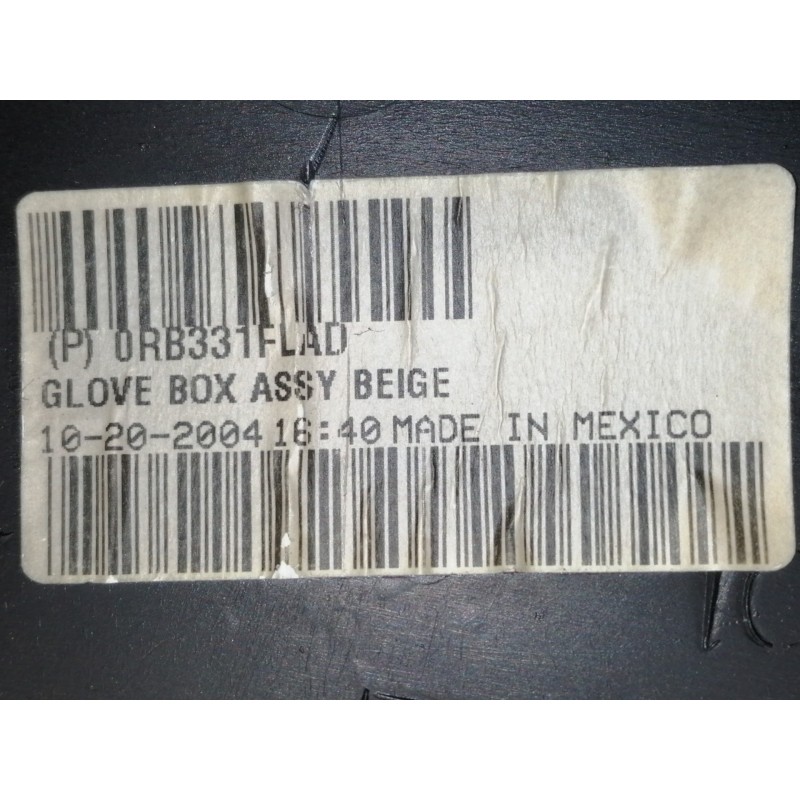 (P) 0RB331FLAD
GLOVE BOX ASSY BEIGE
10-20-2004 16:40 MADE IN MEXICO